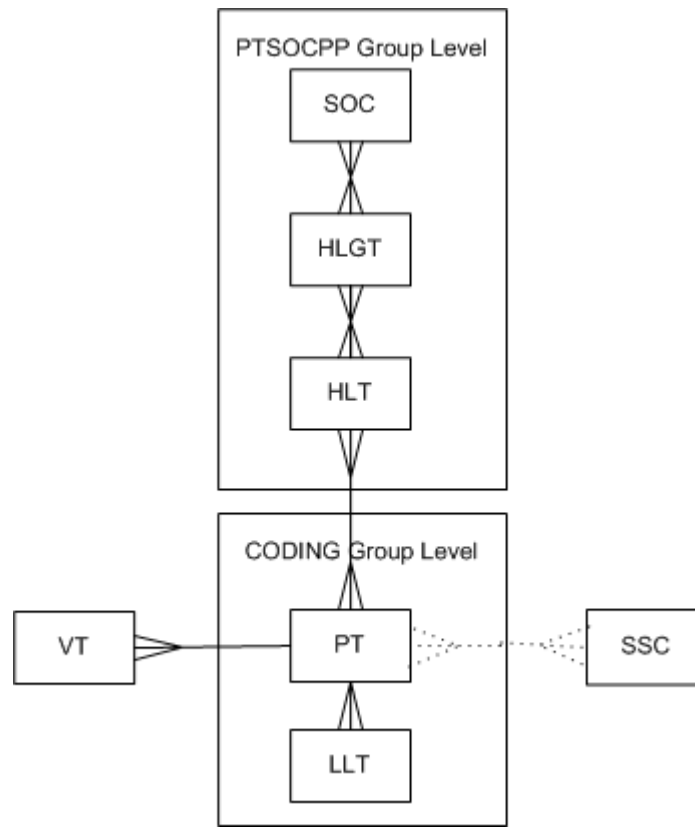 PTSOCPP Group Level
SOC
HLGT
HLT
CODING Group Level
VT
PT
SSC
LLT